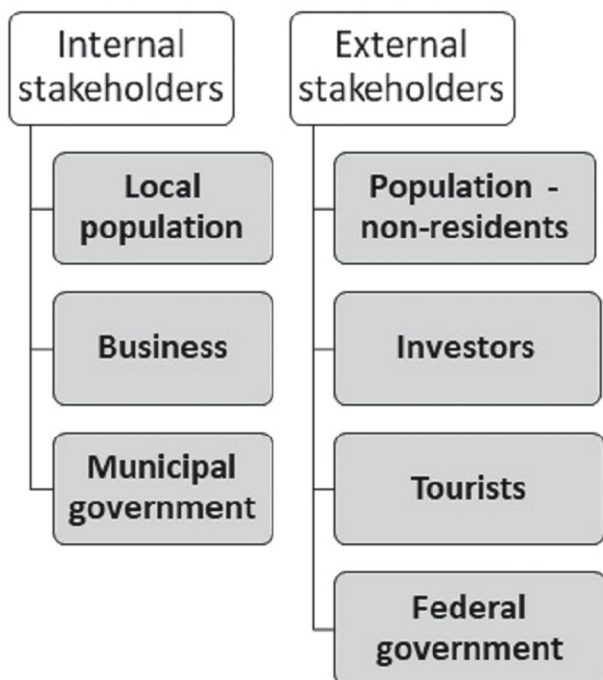 Internal
stakeholders
Local
population
Business
Municipal
government
External
stakeholders
Population -
non-residents
Investors
Tourists
Federal
government